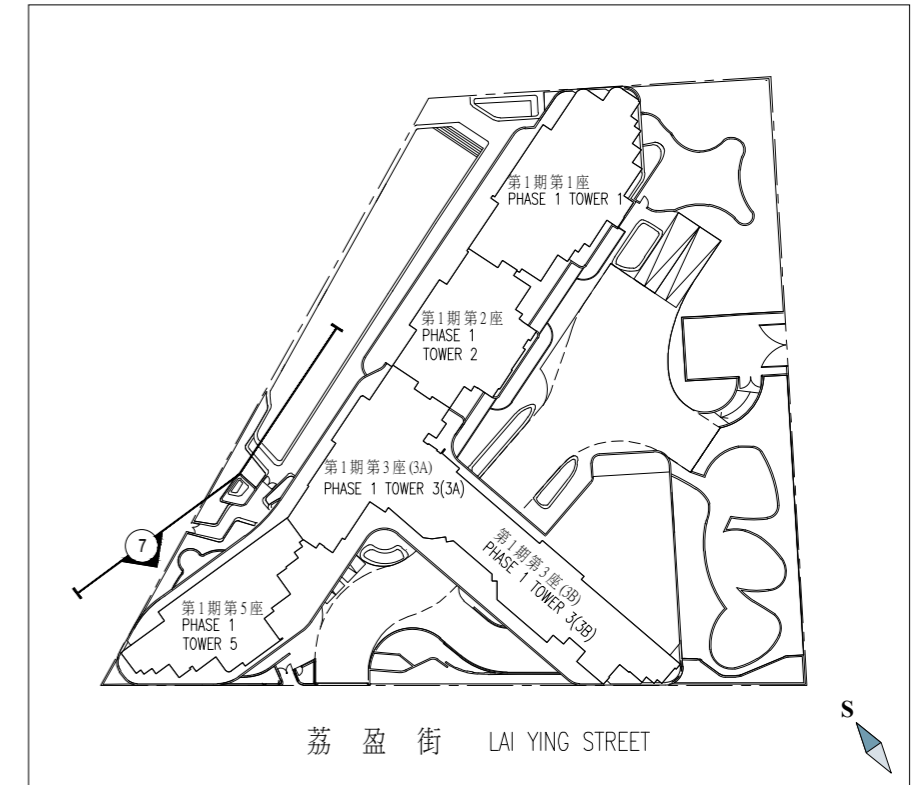 第1期第1座
PHASE 1 TOWER 1
第1期第2座
PHASE 1
TOWER 2
第1期第3座(3A)
PHASE 1 TOWER 3(3A)
第1期第3座(3B)
PHASE 1 TOWER 3(3B)
7
第1期第5座
PHASE 1
TOWER 5
荔盈街 LAI YING STREET
S